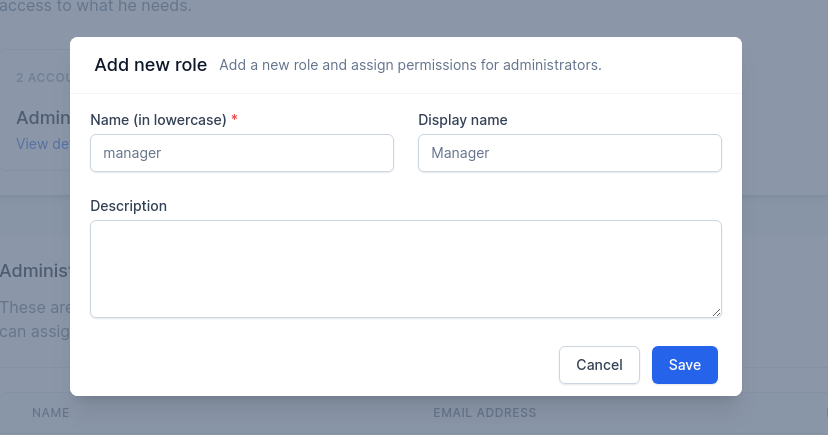 access to what he needs.
2 ACCOU
Admin
View de
Add new role
Add a new role and assign permissions for administrators.
Name (in lowercase) *
Display name
manager
Manager
Description
Cancel
Save
Adminis
These are
can assig
NAME
EMAIL ADDRESS